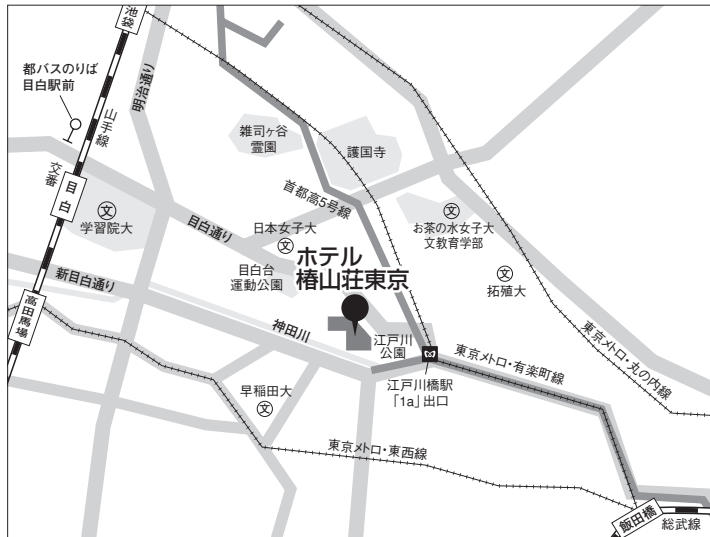 池袋
都バスのりば
目白駅前
山手線
明治通り
交番
目白
学習院大
雑司ヶ谷
霊園
護国寺
首都高5号線
目白通り
日本女子大
お茶の水女子大
文教育学部
拓殖大
ホテル
椿山荘東京
目白台
運動公園
新目白通り
高田馬場
神田川
江戸川
公園
江戸川橋駅
「1a」出口
東京メトロ・有楽町線
東京メトロ・丸の内線
早稲田大
東京メトロ・東西線
飯田橋
総武線
文
文
文
文
文